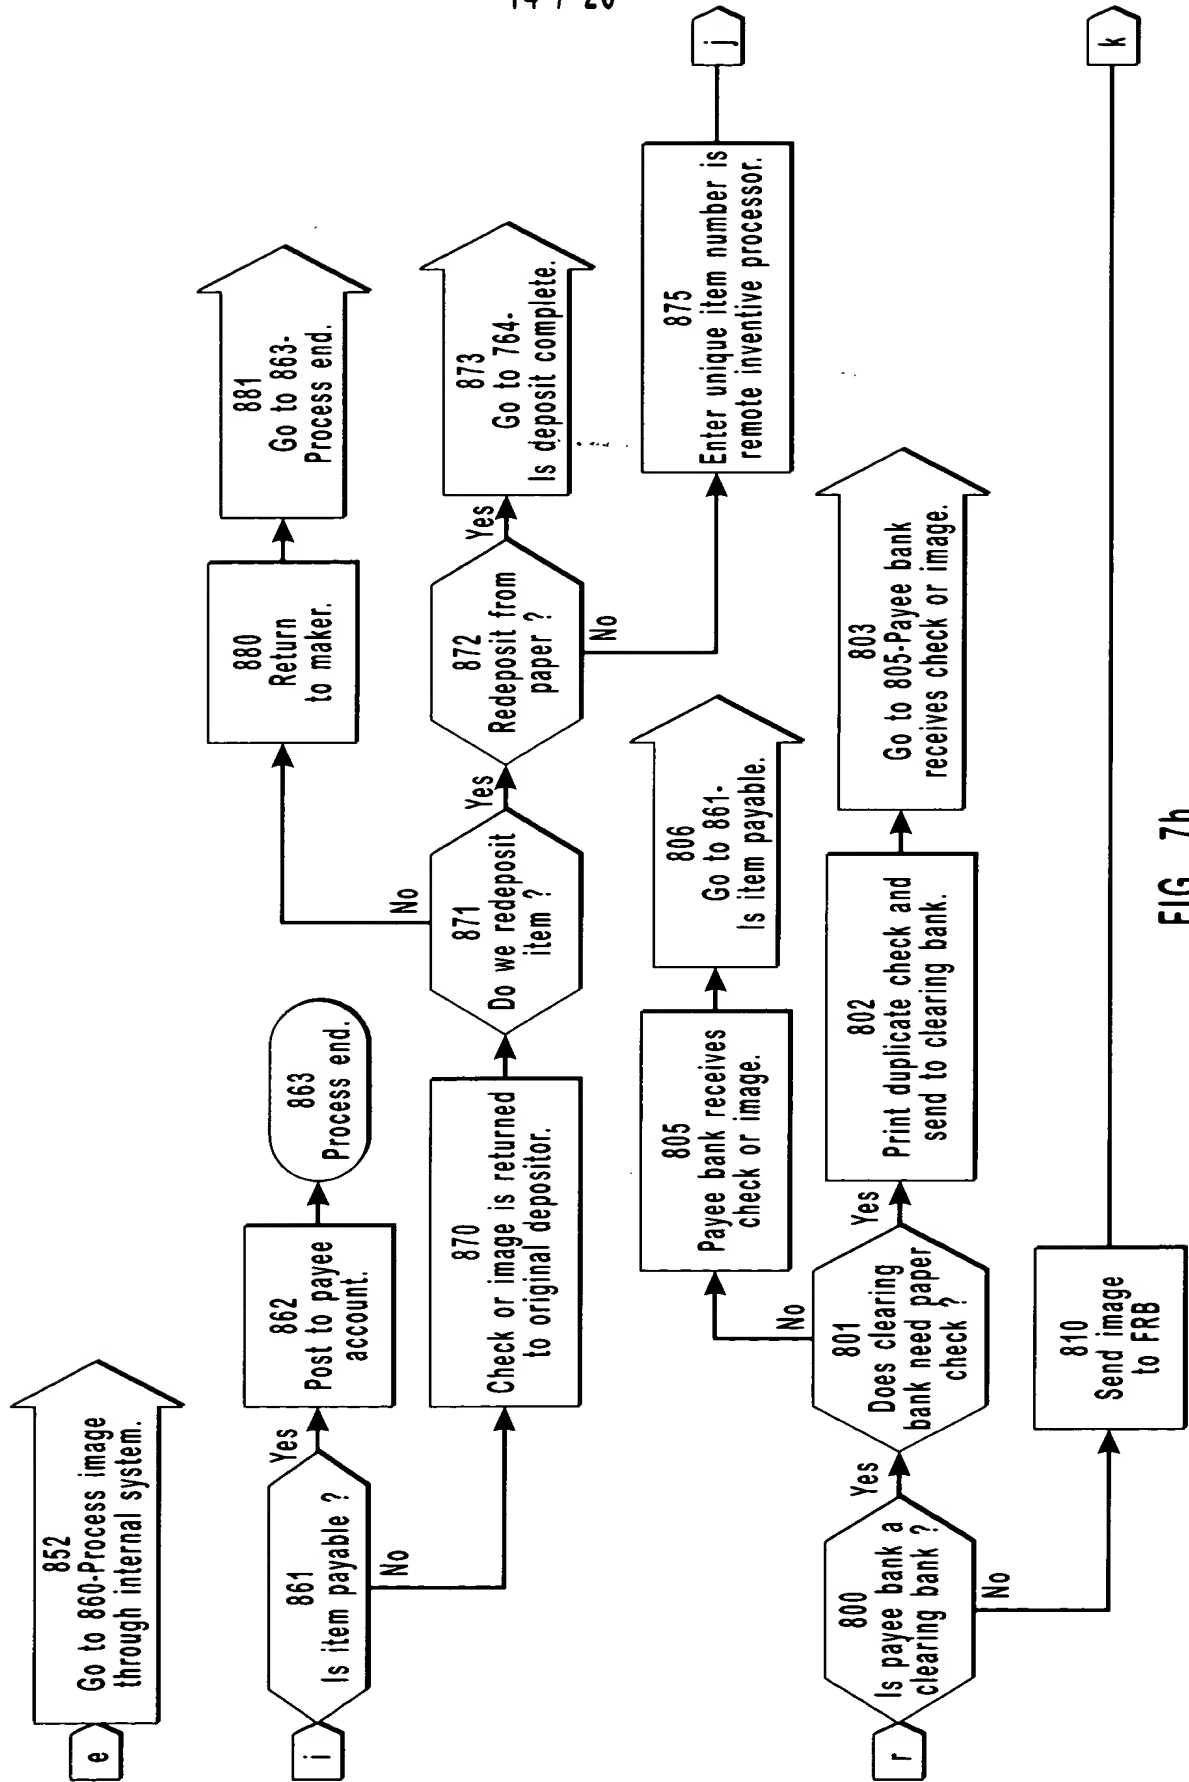 e
852
Go to 860-Process image
through internal system.
i
861
Is item payable ?
Yes
No
862
Post to payee
account.
863
Process end.
870
Check or image is returned
to original depositor.
871
Do we redeposit
item ?
No
Yes
880
Return
to maker.
881
Go to 863-
Process end.
872
Redeposit from
paper ?
Yes
No
873
Go to 764-
Is deposit complete.
875
Enter unique item number is
remote inventive processor.
j
r
800
Is payee bank a
clearing bank ?
Yes
No
801
Does clearing
bank need paper
check ?
No
Yes
805
Payee bank receives
check or image.
806
Go to 861-
Is item payable.
802
Print duplicate check and
send to clearing bank.
803
Go to 805-Payee bank
receives check or image.
810
Send image
to FRB
k
FIG. 7h